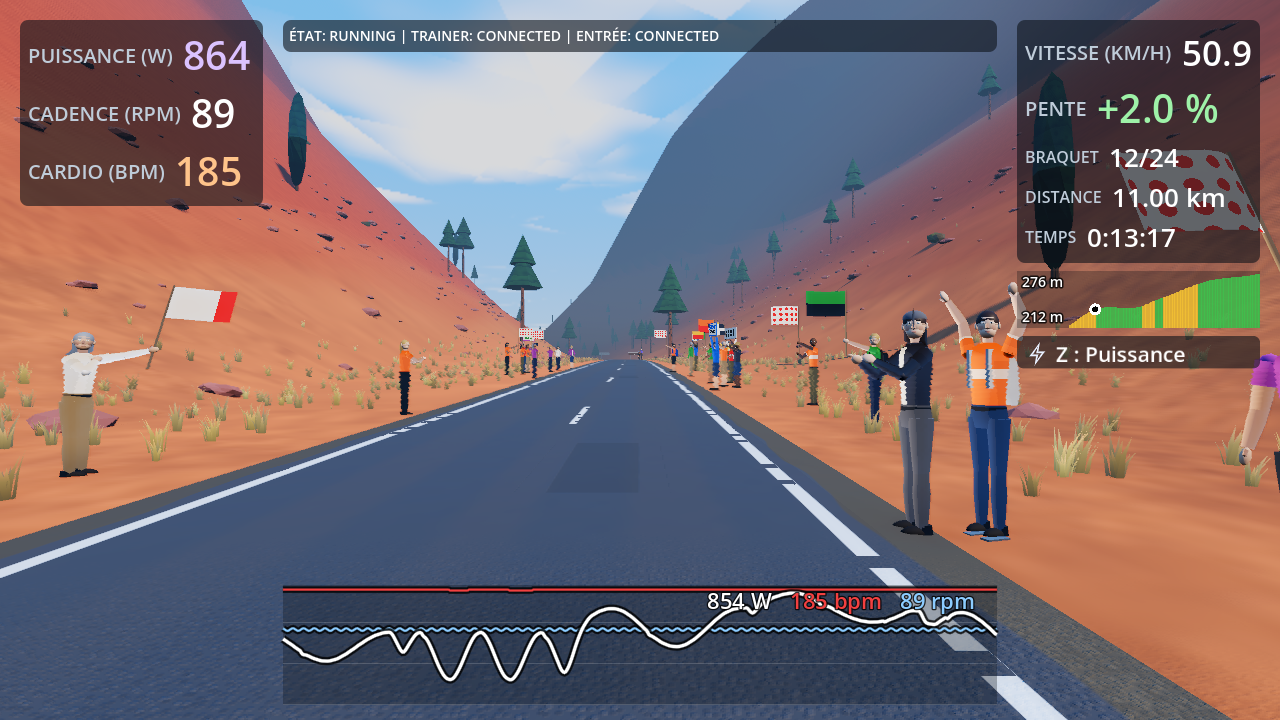 PUISSANCE (W) 864
CADENCE (RPM) 89
CARDIO (BPM) 185
ÉTAT: RUNNING | TRAINER: CONNECTED | ENTRÉE: CONNECTED
VITESSE (KM/H) 50.9
PENTE +2.0 %
BRAQUET 12/24
DISTANCE 11.00 km
TEMPS 0:13:17
276 m
212 m
Z : Puissance
854 W 185 bpm 89 rpm